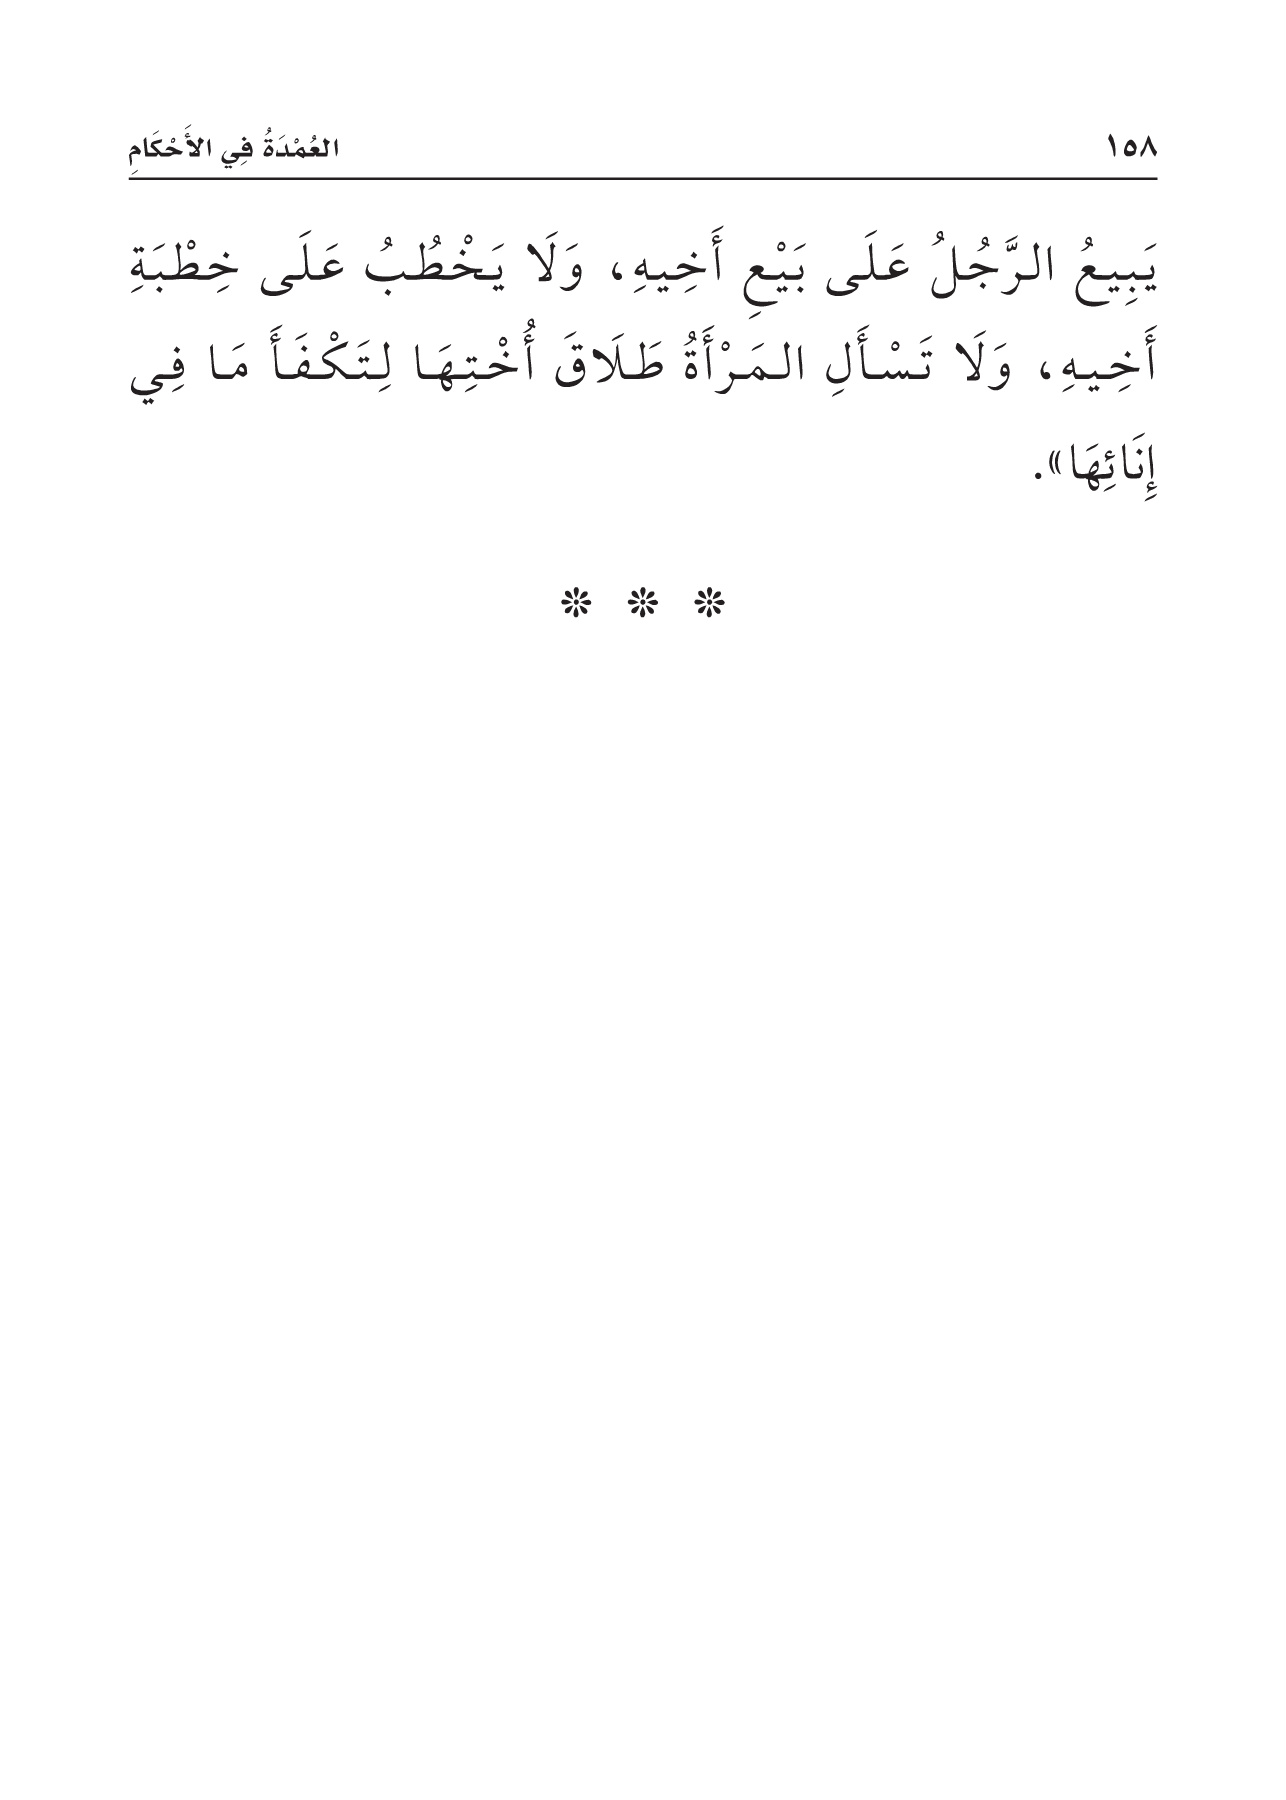 ١٥٨ العُمْدَةُ فِي الأَحْكَامِ
يَبِيعُ الرَّجُلُ عَلَى بَيْعِ أَخِيهِ، وَلَا يَخْطُبُ عَلَى خِطْبَةِ
أَخِيهِ، وَلَا تَسْأَلِ المَرْأَةُ طَلَاقَ أُخْتِهَا لِتَكْفَأَ مَا فِي
إِنَائِهَا».